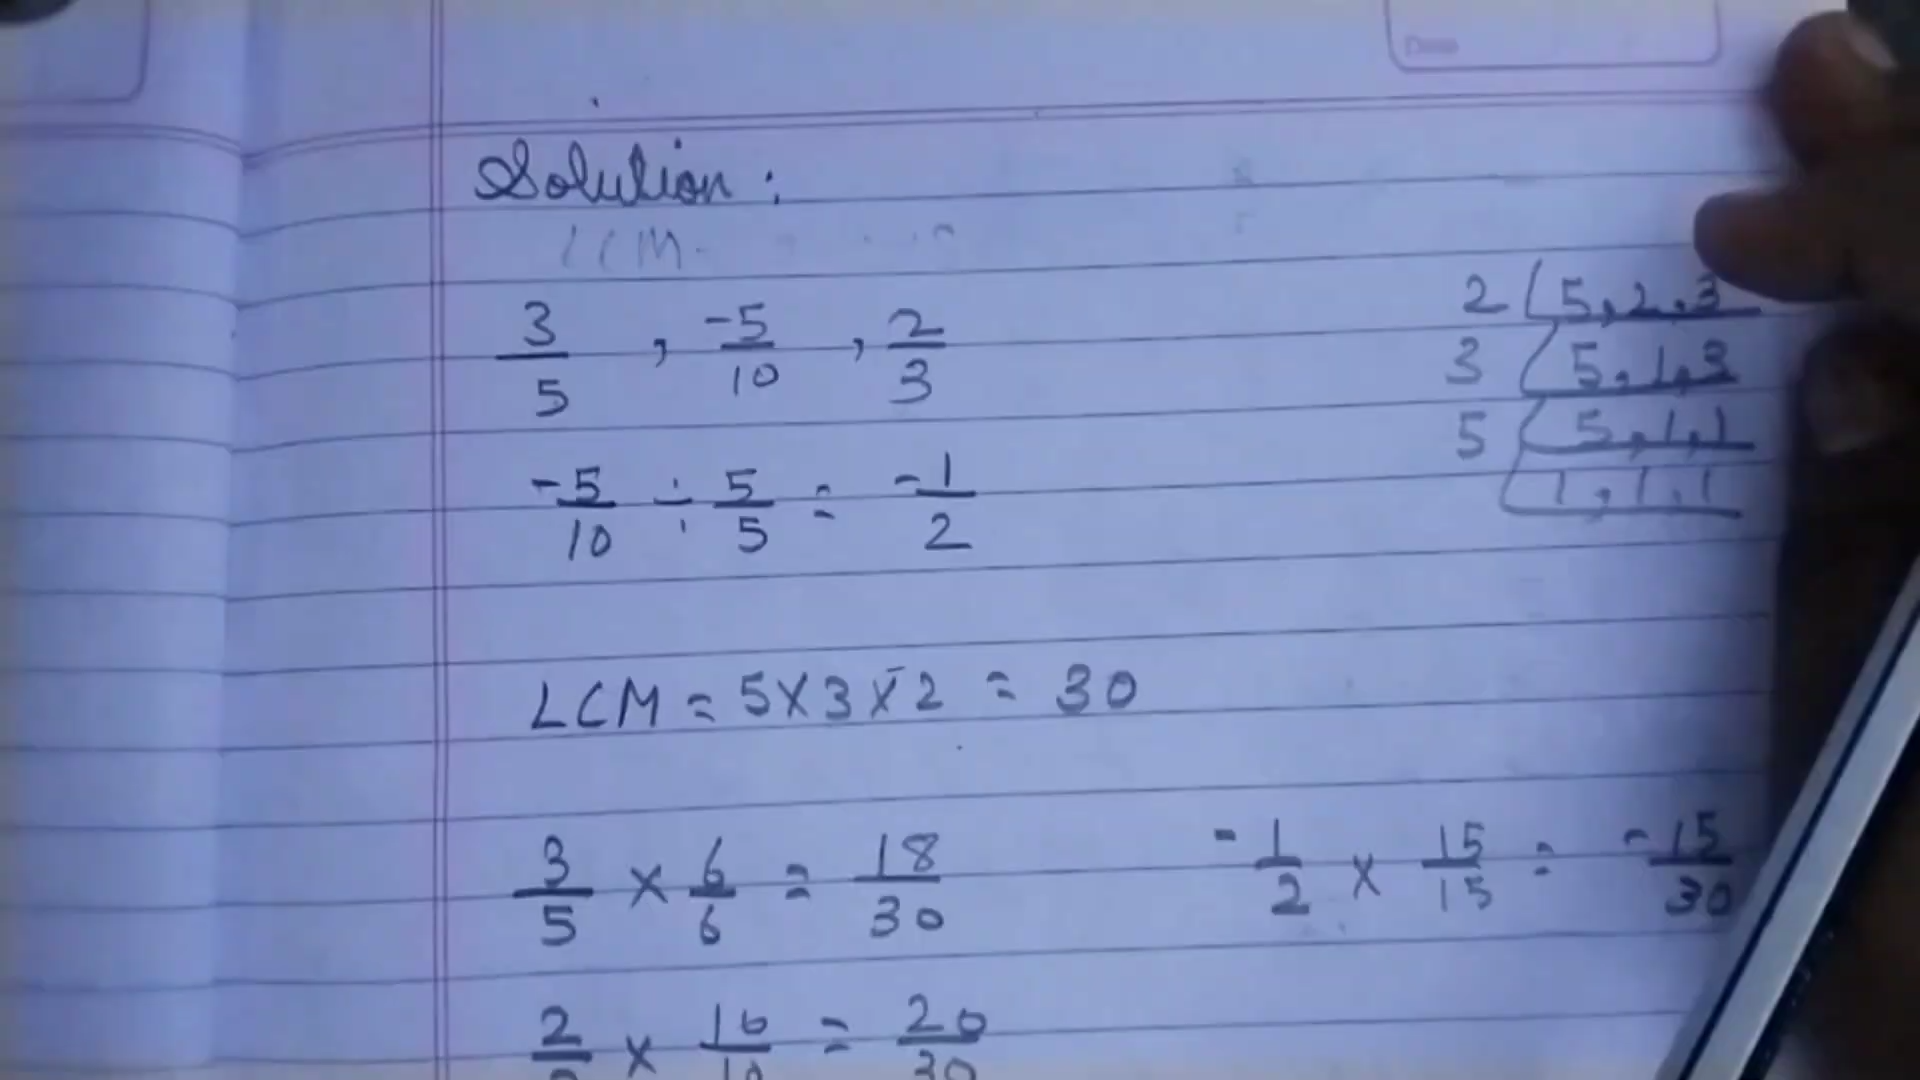 Date
Solution:
LCM
3/5 , -5/10 , 2/3
2 | 5, 2, 3
3 | 5, 1, 3
5 | 5, 1, 1
1, 1, 1
-5/10 ÷ 5/5 = -1/2
LCM = 5 X 3 X 2 = 30
3/5 x 6/6 = 18/30
-1/2 x 15/15 = -15/30
2/3 x 10/10 = 20/30